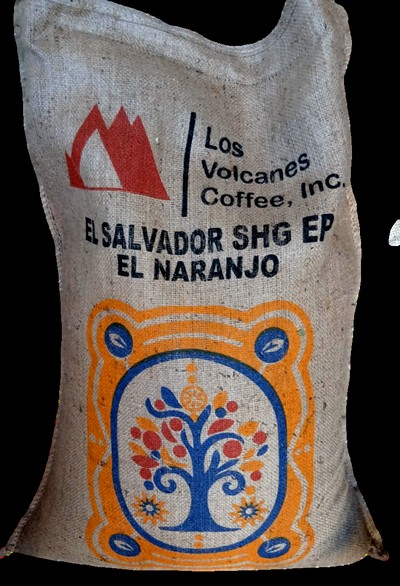 Los
Volcanes
Coffee, Inc.
EL SALVADOR SHG EP
EL NARANJO